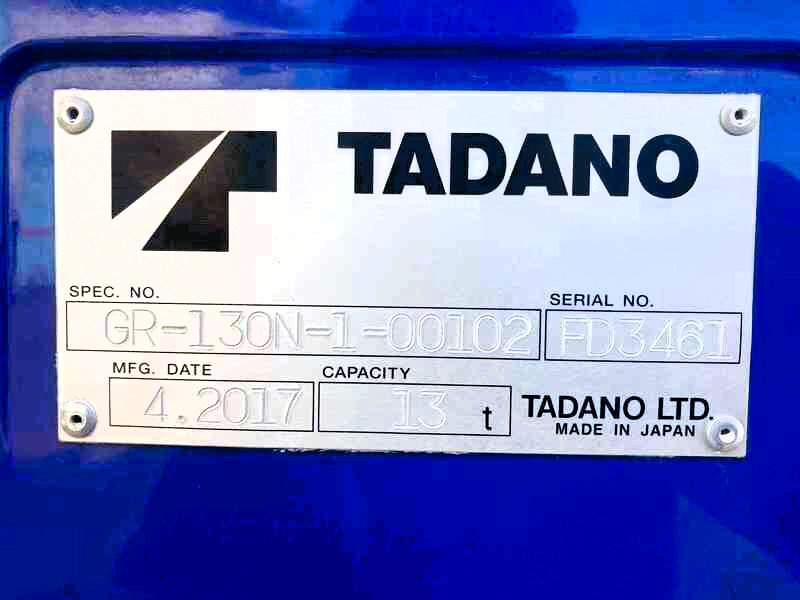 TADANO
SPEC. NO.
GR-130N-1-00102
SERIAL NO.
FD3461
MFG. DATE
4.2017
CAPACITY
13 t
TADANO LTD.
MADE IN JAPAN